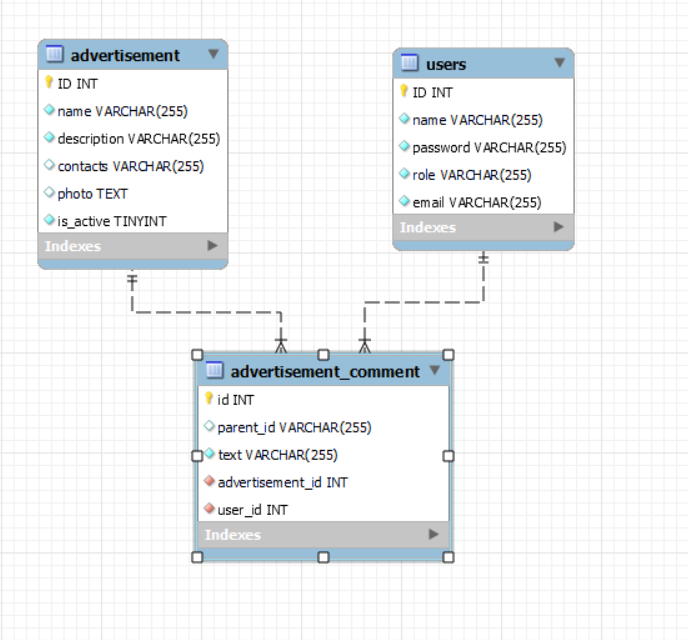 advertisement
ID INT
name VARCHAR(255)
description VARCHAR(255)
contacts VARCHAR(255)
photo TEXT
is_active TINYINT
Indexes
users
ID INT
name VARCHAR(255)
password VARCHAR(255)
role VARCHAR(255)
email VARCHAR(255)
Indexes
advertisement_comment
id INT
parent_id VARCHAR(255)
text VARCHAR(255)
advertisement_id INT
user_id INT
Indexes